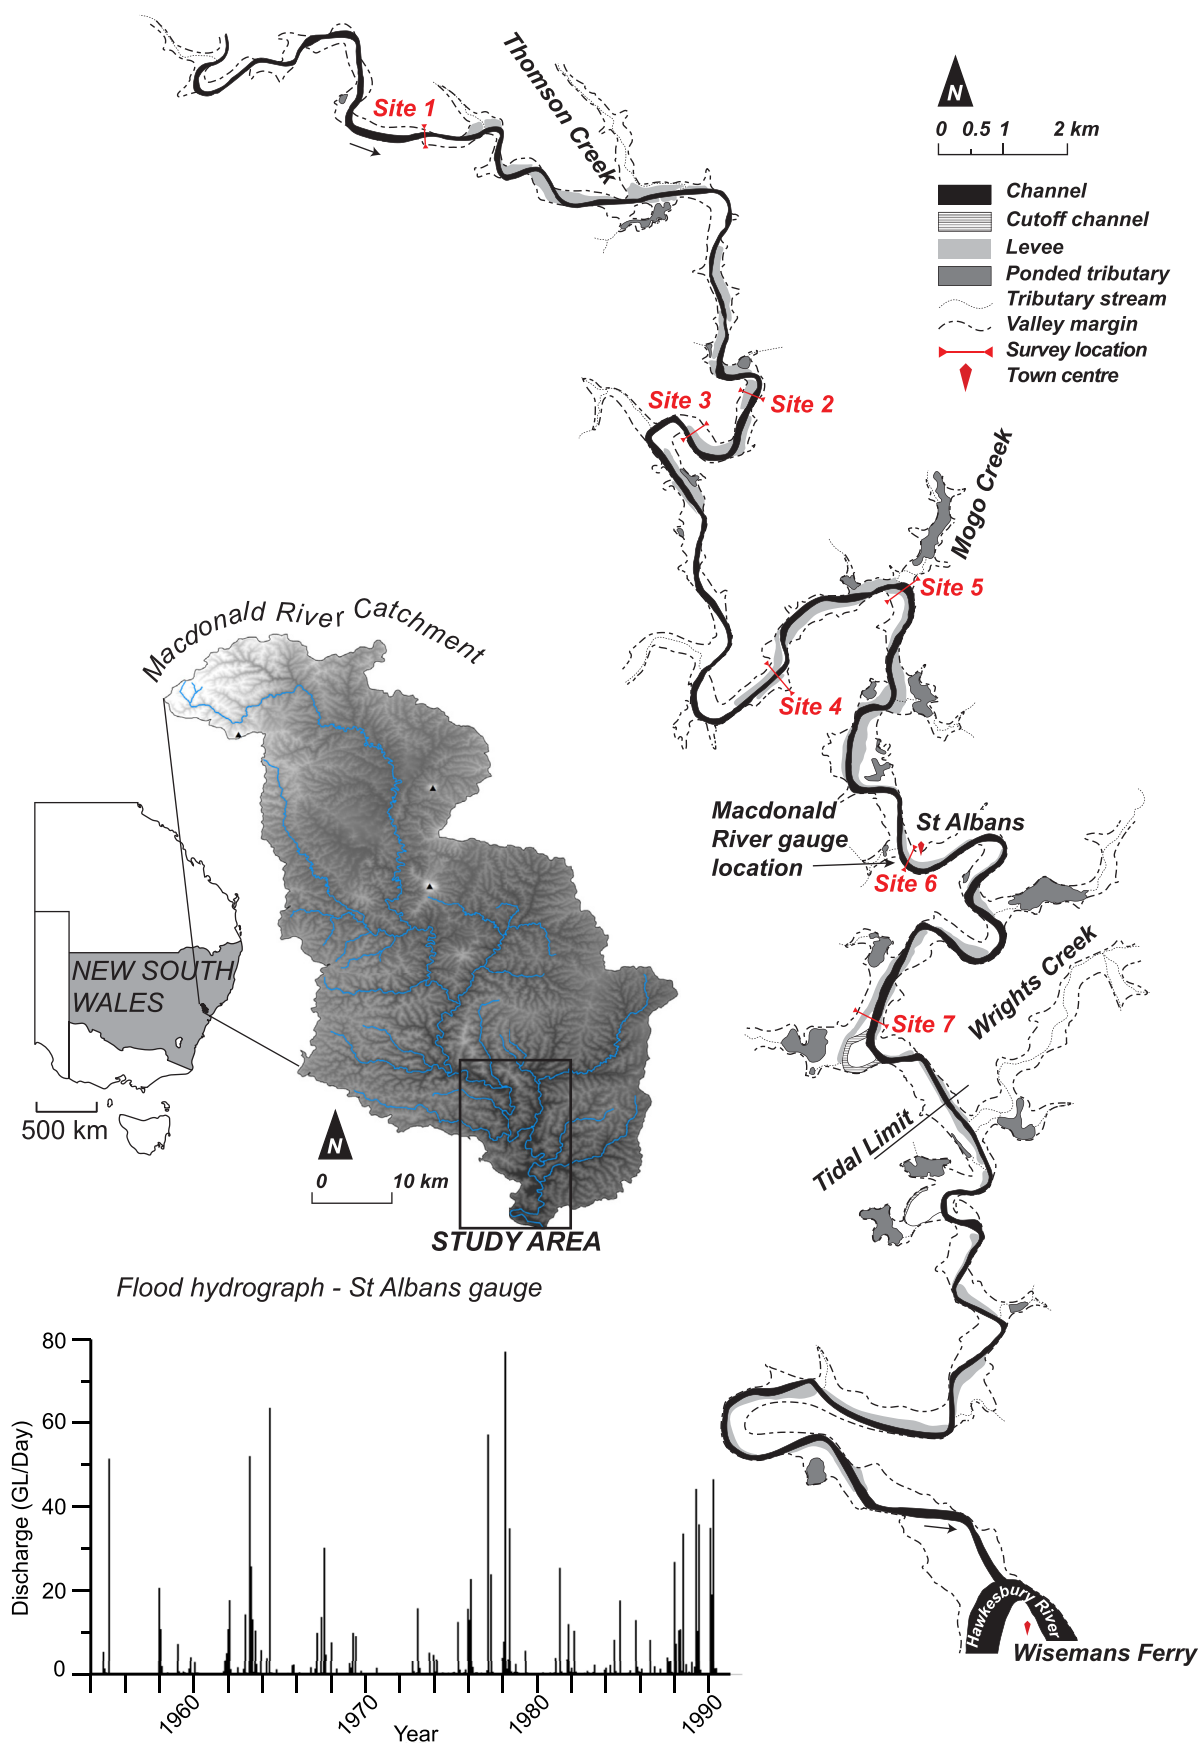 Thomson Creek
N
0 0.5 1 2 km
Channel
Cutoff channel
Levee
Ponded tributary
Tributary stream
Valley margin
Survey location
Town centre
Site 1
Site 2
Site 3
Mogo Creek
Site 5
Site 4
Macdonald
River gauge
location
St Albans
Site 6
Wrights Creek
Site 7
Tidal Limit
Hawkesbury River
Wisemans Ferry
Macdonald River Catchment
NEW SOUTH
WALES
500 km
N
0 10 km
STUDY AREA
Flood hydrograph - St Albans gauge
Discharge (GL/Day)
80
60
40
20
0
1960 1970 1980 1990
Year